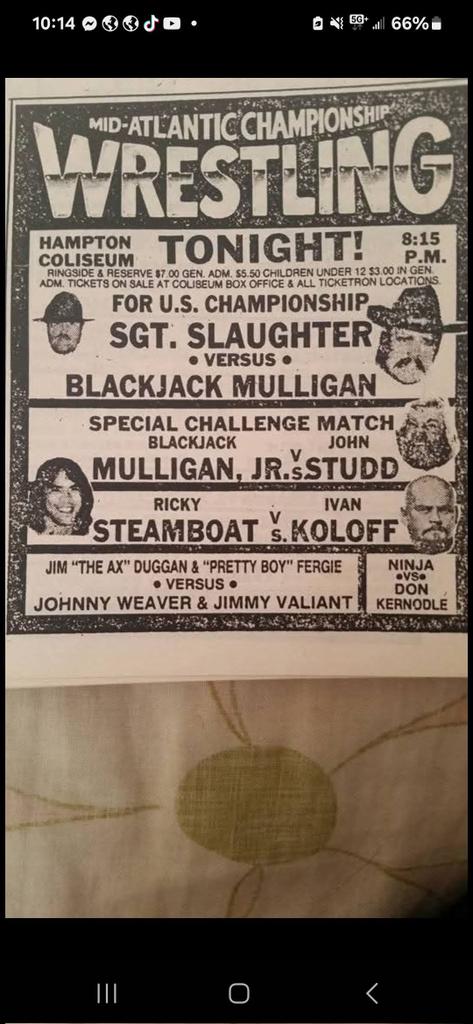 10:14
5G+ 66%
MID-ATLANTIC CHAMPIONSHIP
WRESTLING
HAMPTON COLISEUM TONIGHT! 8:15 P.M.
RINGSIDE & RESERVE $7.00 GEN. ADM. $5.50 CHILDREN UNDER 12 $3.00 IN GEN.
ADM. TICKETS ON SALE AT COLISEUM BOX OFFICE & ALL TICKETRON LOCATIONS.
FOR U.S. CHAMPIONSHIP
SGT. SLAUGHTER
• VERSUS •
BLACKJACK MULLIGAN
SPECIAL CHALLENGE MATCH
BLACKJACK JOHN
MULLIGAN, JR. VS. STUDD
RICKY IVAN
STEAMBOAT VS. KOLOFF
JIM "THE AX" DUGGAN & "PRETTY BOY" FERGIE
• VERSUS •
JOHNNY WEAVER & JIMMY VALIANT
NINJA
•VS•
DON
KERNODLE